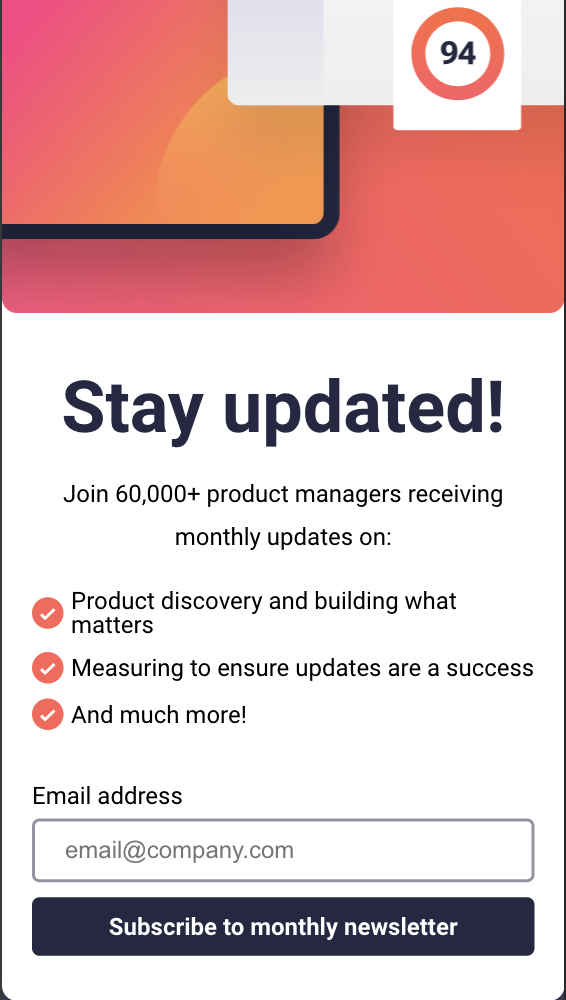 94
Stay updated!
Join 60,000+ product managers receiving
monthly updates on:
Product discovery and building what
matters
Measuring to ensure updates are a success
And much more!
Email address
email@company.com
Subscribe to monthly newsletter